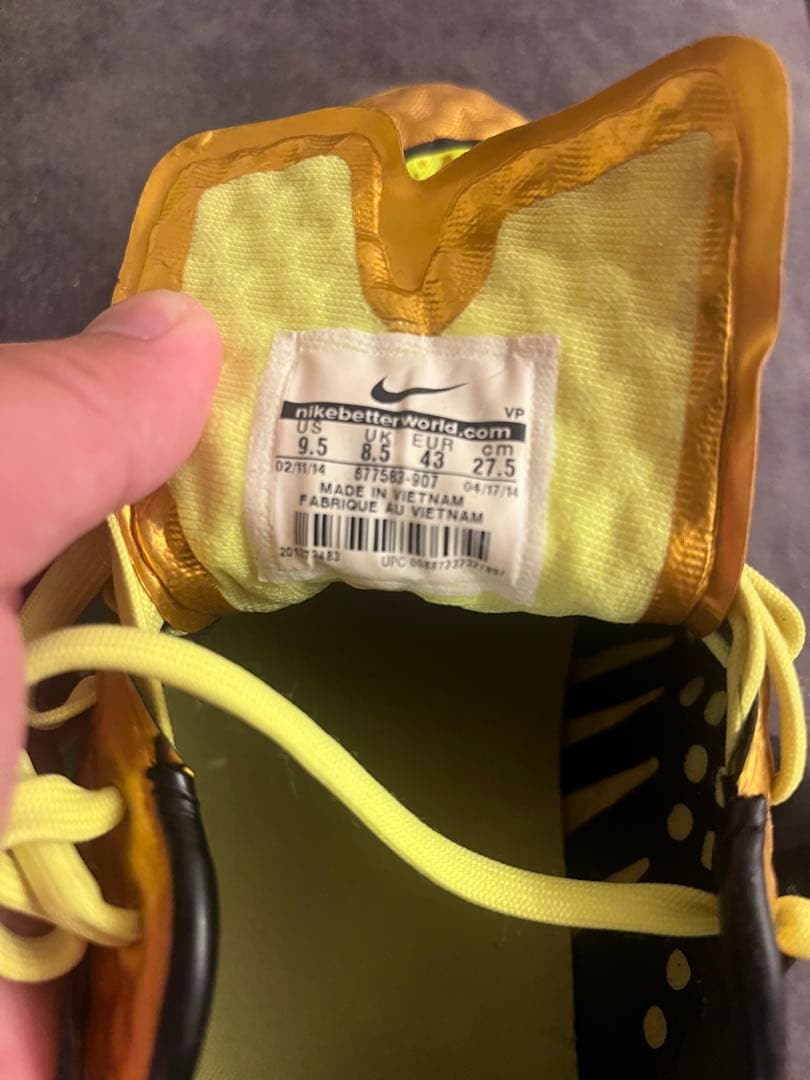 nikebetterworld.com VP
US UK EUR cm
9.5 8.5 43 27.5
02/11/14 677583-907 04/17/14
MADE IN VIETNAM
FABRIQUE AU VIETNAM
UPC